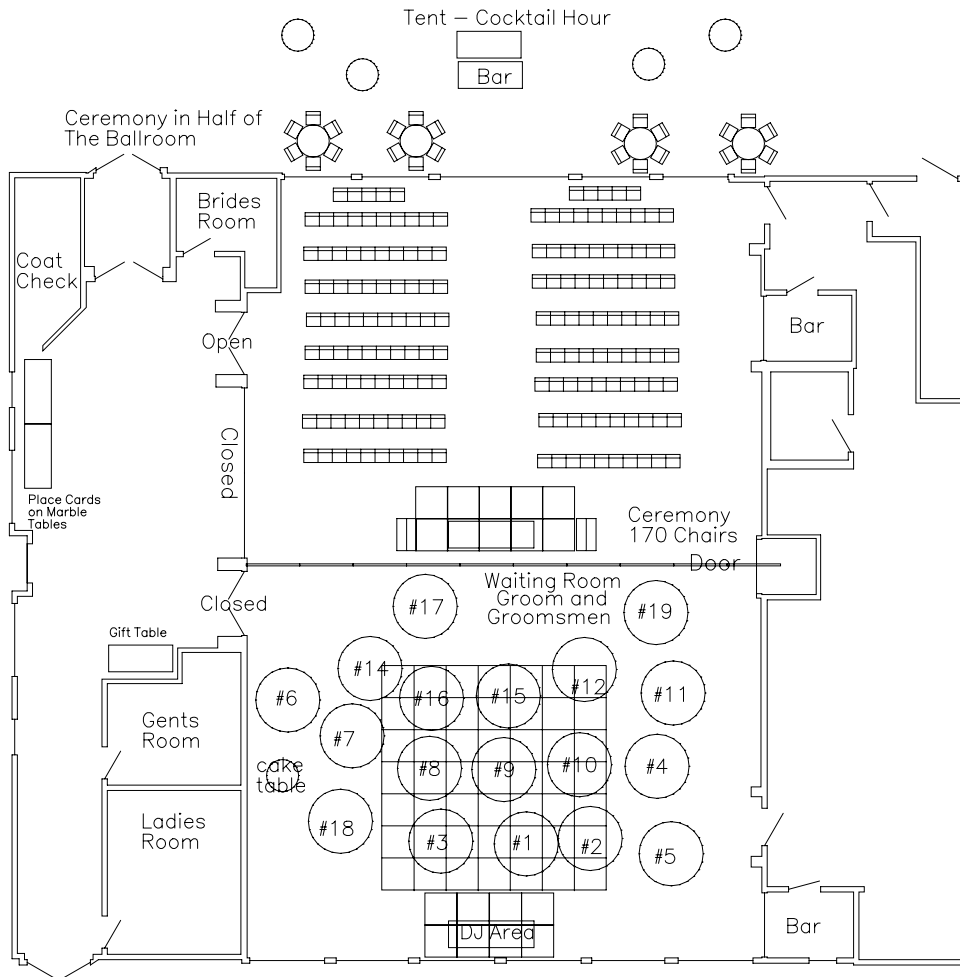 Tent – Cocktail Hour
Bar
Ceremony in Half of
The Ballroom
Brides
Room
Coat
Check
Bar
Open
Closed
Place Cards
on Marble
Tables
Ceremony
170 Chairs
Door
Waiting Room
Groom and
Groomsmen
Closed
#17
#19
Gift Table
#14
#12
#6
#16
#15
#11
Gents
Room
#7
cake
table
#8
#9
#10
#4
Ladies
Room
#18
#3
#1
#2
#5
DJ Area
Bar